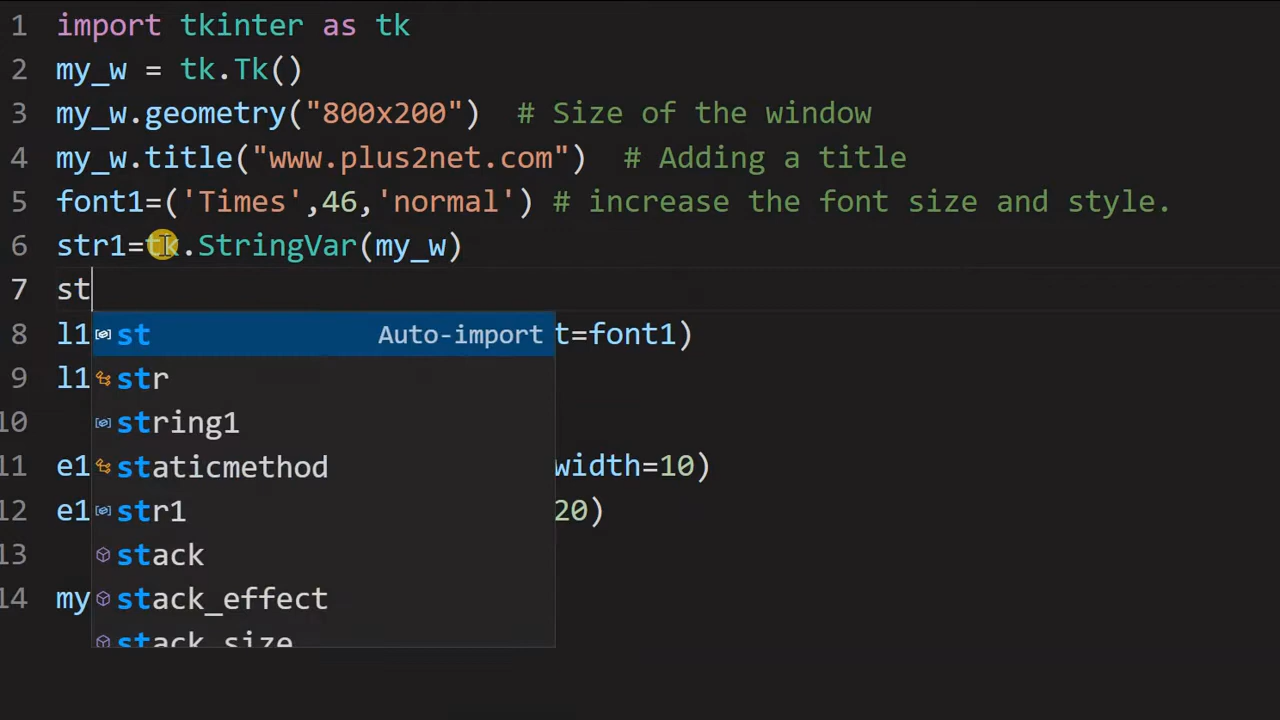 1 import tkinter as tk
2 my_w = tk.Tk()
3 my_w.geometry("800x200")  # Size of the window
4 my_w.title("www.plus2net.com")  # Adding a title
5 font1=('Times',46,'normal') # increase the font size and style.
6 str1=tk.StringVar(my_w)
7 st
8 l1 st Auto-import t=font1)
9 l1 str
10 string1
11 e1 staticmethod width=10)
12 e1 str1 20)
13 stack
14 my stack_effect
stack_size